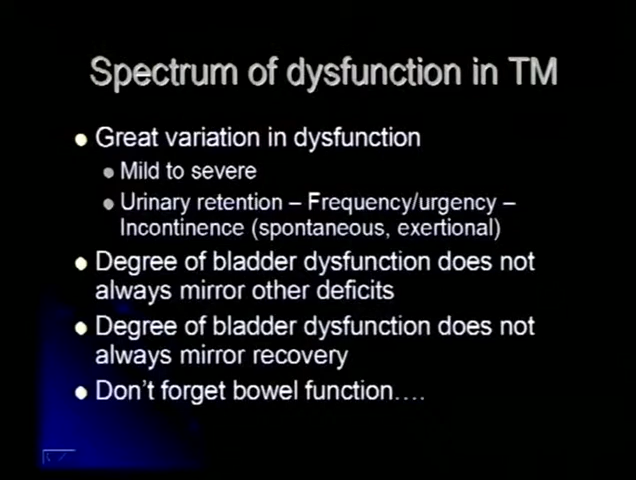 Spectrum of dysfunction in TM
Great variation in dysfunction
Mild to severe
Urinary retention – Frequency/urgency –
Incontinence (spontaneous, exertional)
Degree of bladder dysfunction does not
always mirror other deficits
Degree of bladder dysfunction does not
always mirror recovery
Don't forget bowel function….